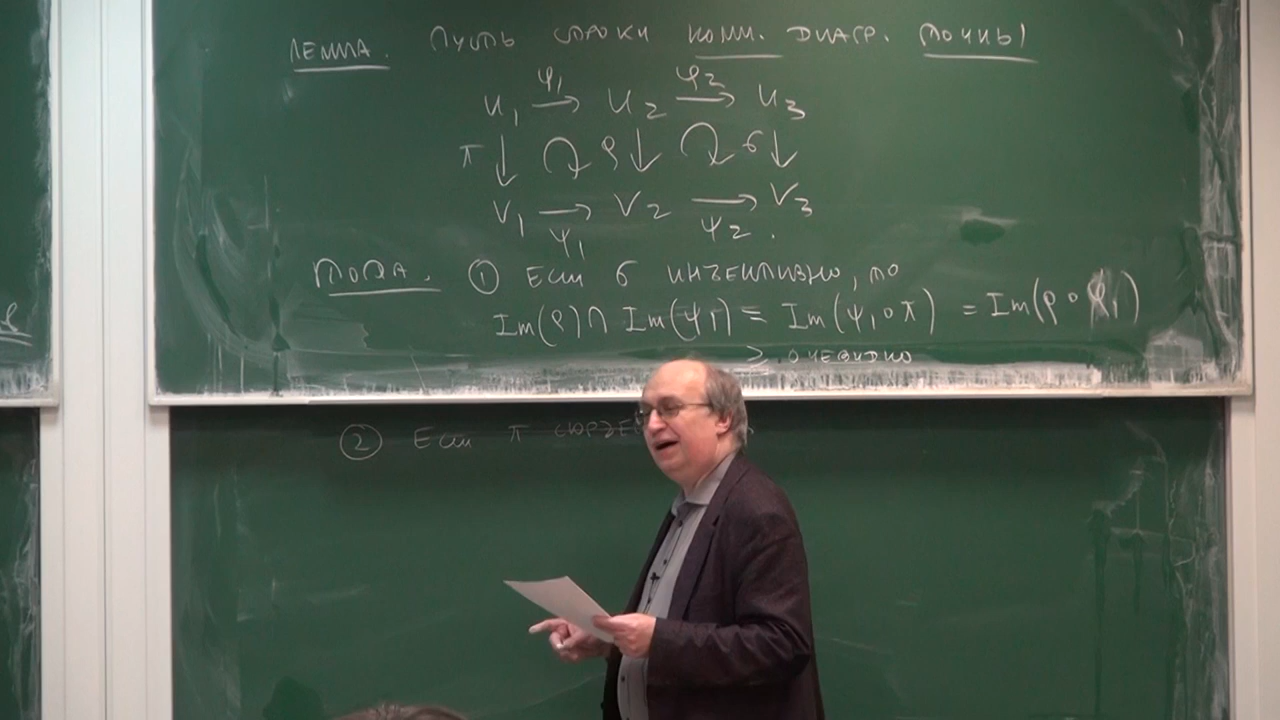 Лемма. Пусть строки комм. диагр. точны
U₁ —φ₁→ U₂ —φ₂→ U₃
π↓ ↷ ρ↓ ↷ σ↓
V₁ —ψ₁→ V₂ —ψ₂→ V₃.
Тогда. ① Если σ инъективно, то
Im(ρ) ∩ Im(ψ₁) = Im(ψ₁∘π) = Im(ρ∘φ₁)
≥ очевидно
② Если π